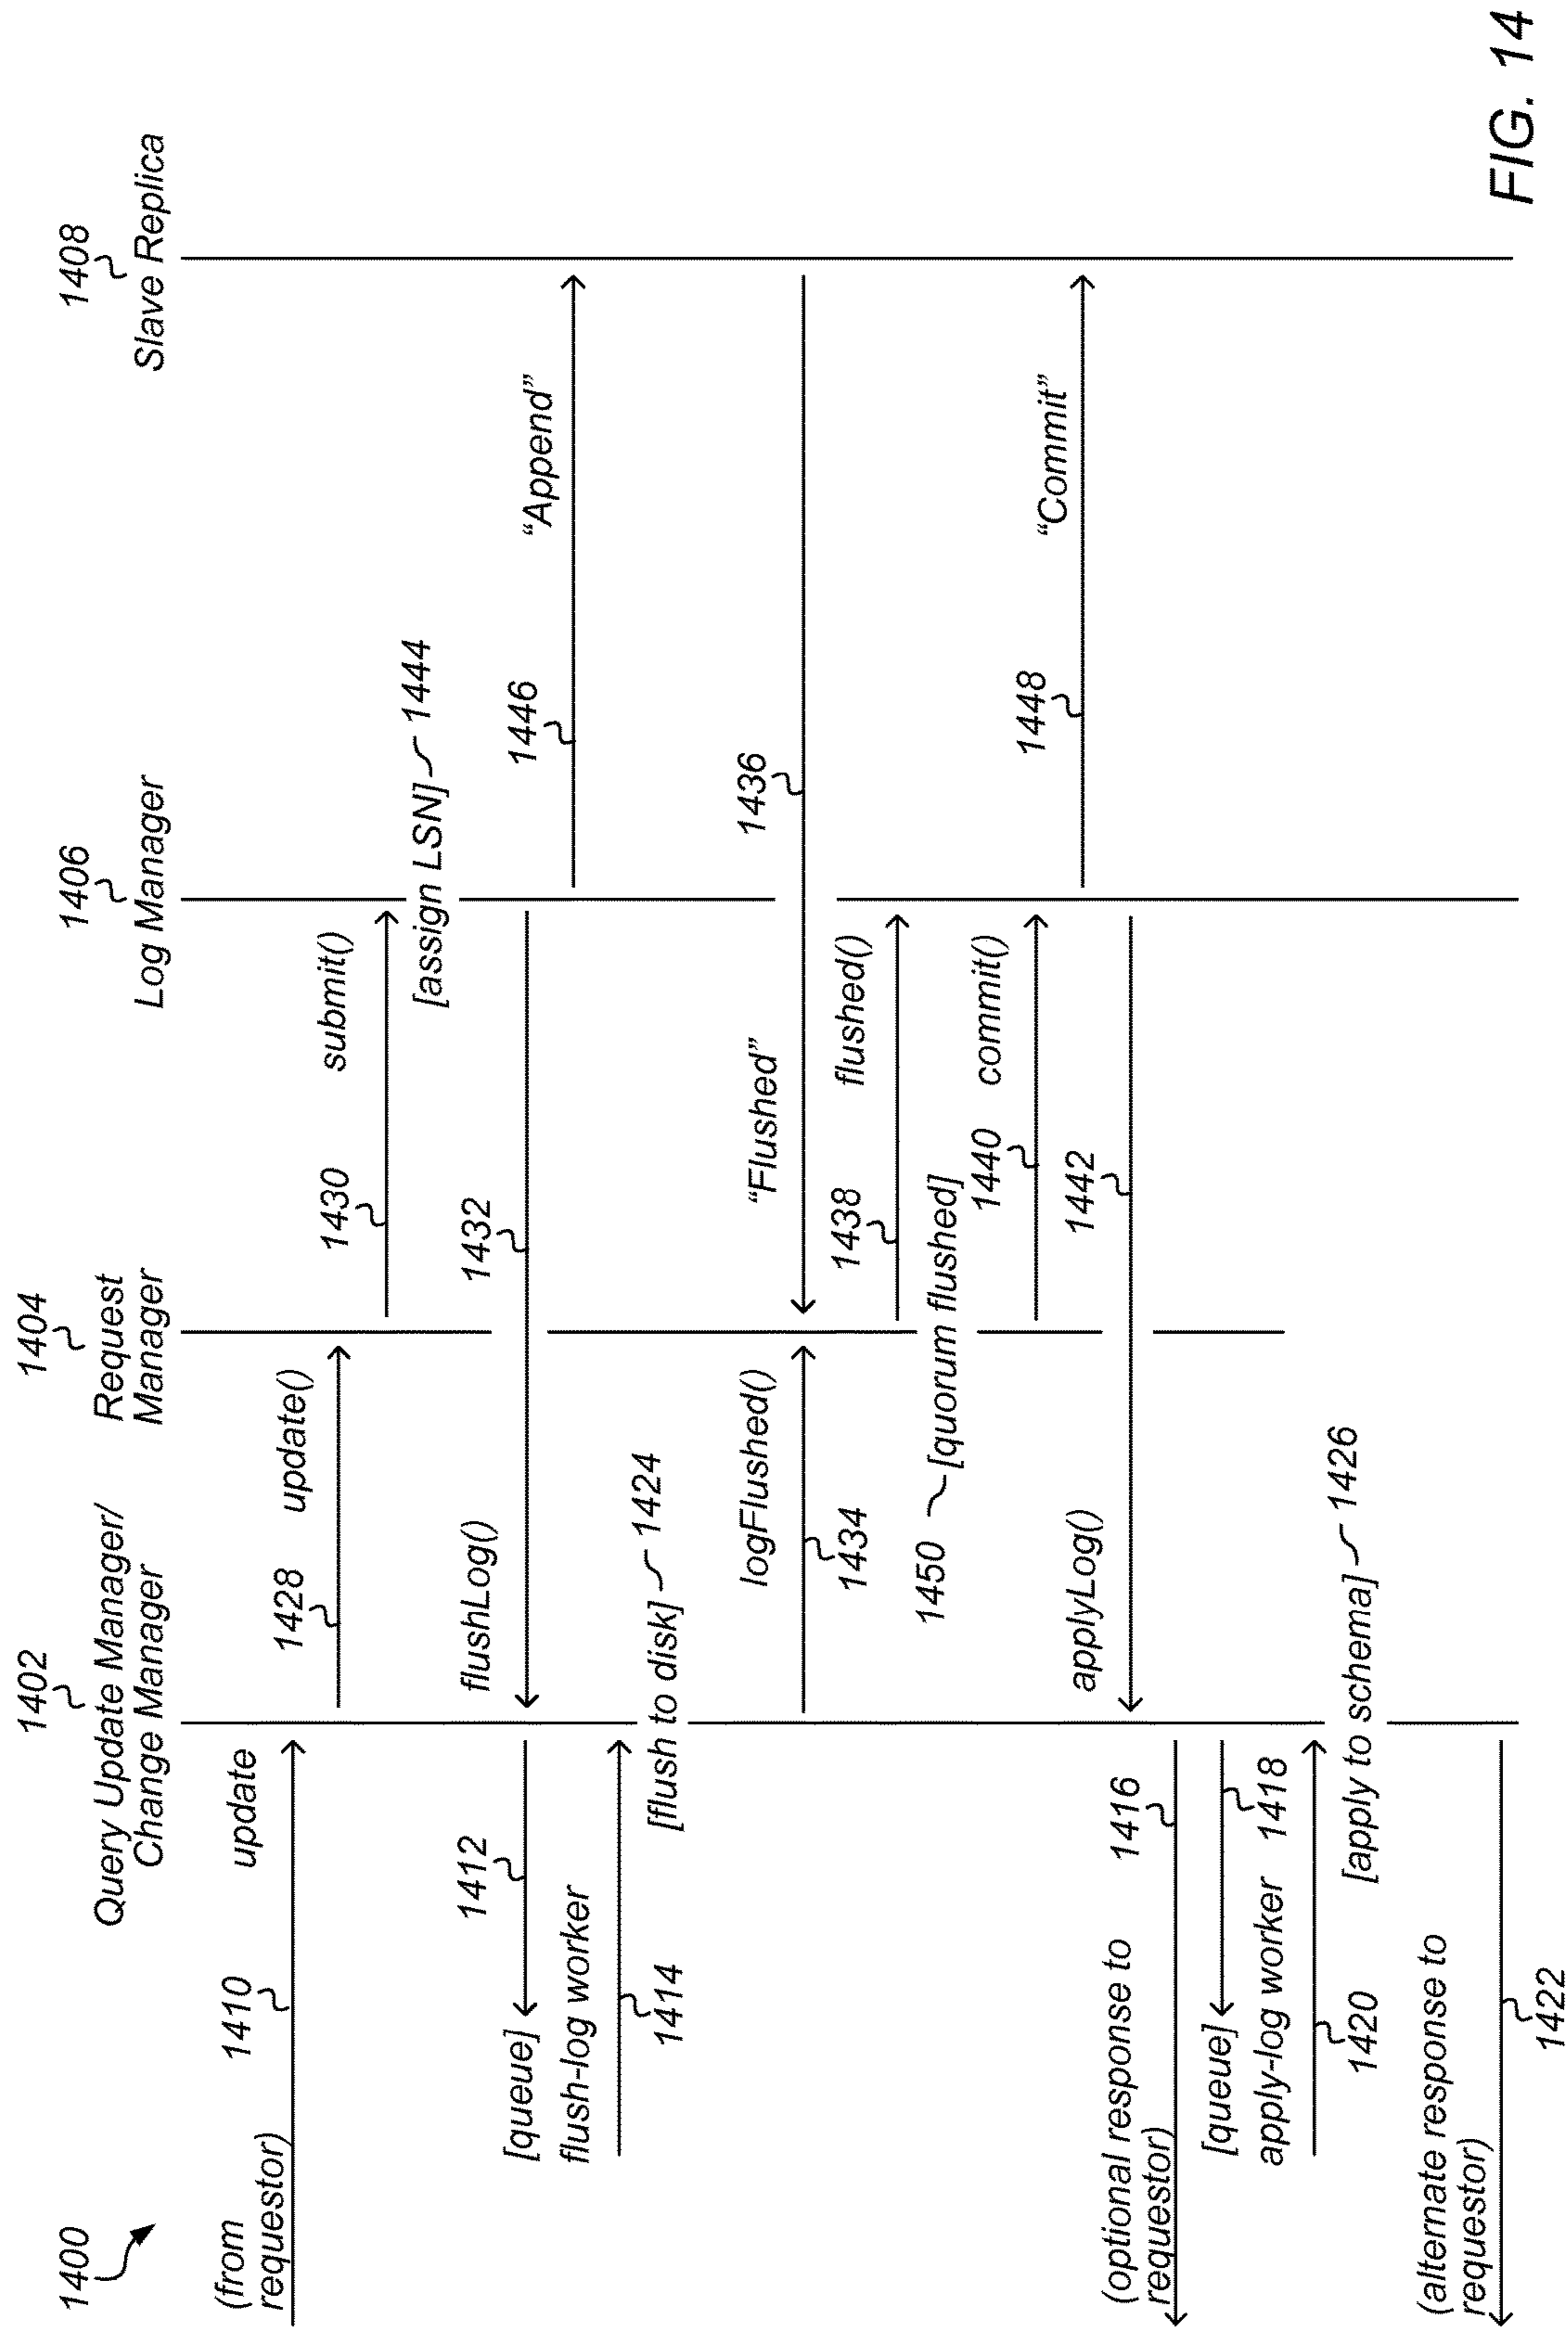 1400
1402
Query Update Manager/
Change Manager
1404
Request
Manager
1406
Log Manager
1408
Slave Replica
(from
requestor)
1410
update
1428
update()
1430
submit()
[assign LSN]
1444
flushLog()
1432
1412
[queue]
flush-log worker
1446
“Append”
1414
[flush to disk]
1424
logFlushed()
1434
“Flushed”
1436
1438
flushed()
1450
[quorum flushed]
1440
commit()
1448
“Commit”
applyLog()
1442
(optional response to
requestor)
1416
[queue]
1418
apply-log worker
1420
[apply to schema]
1426
(alternate response to
requestor)
1422
FIG. 14